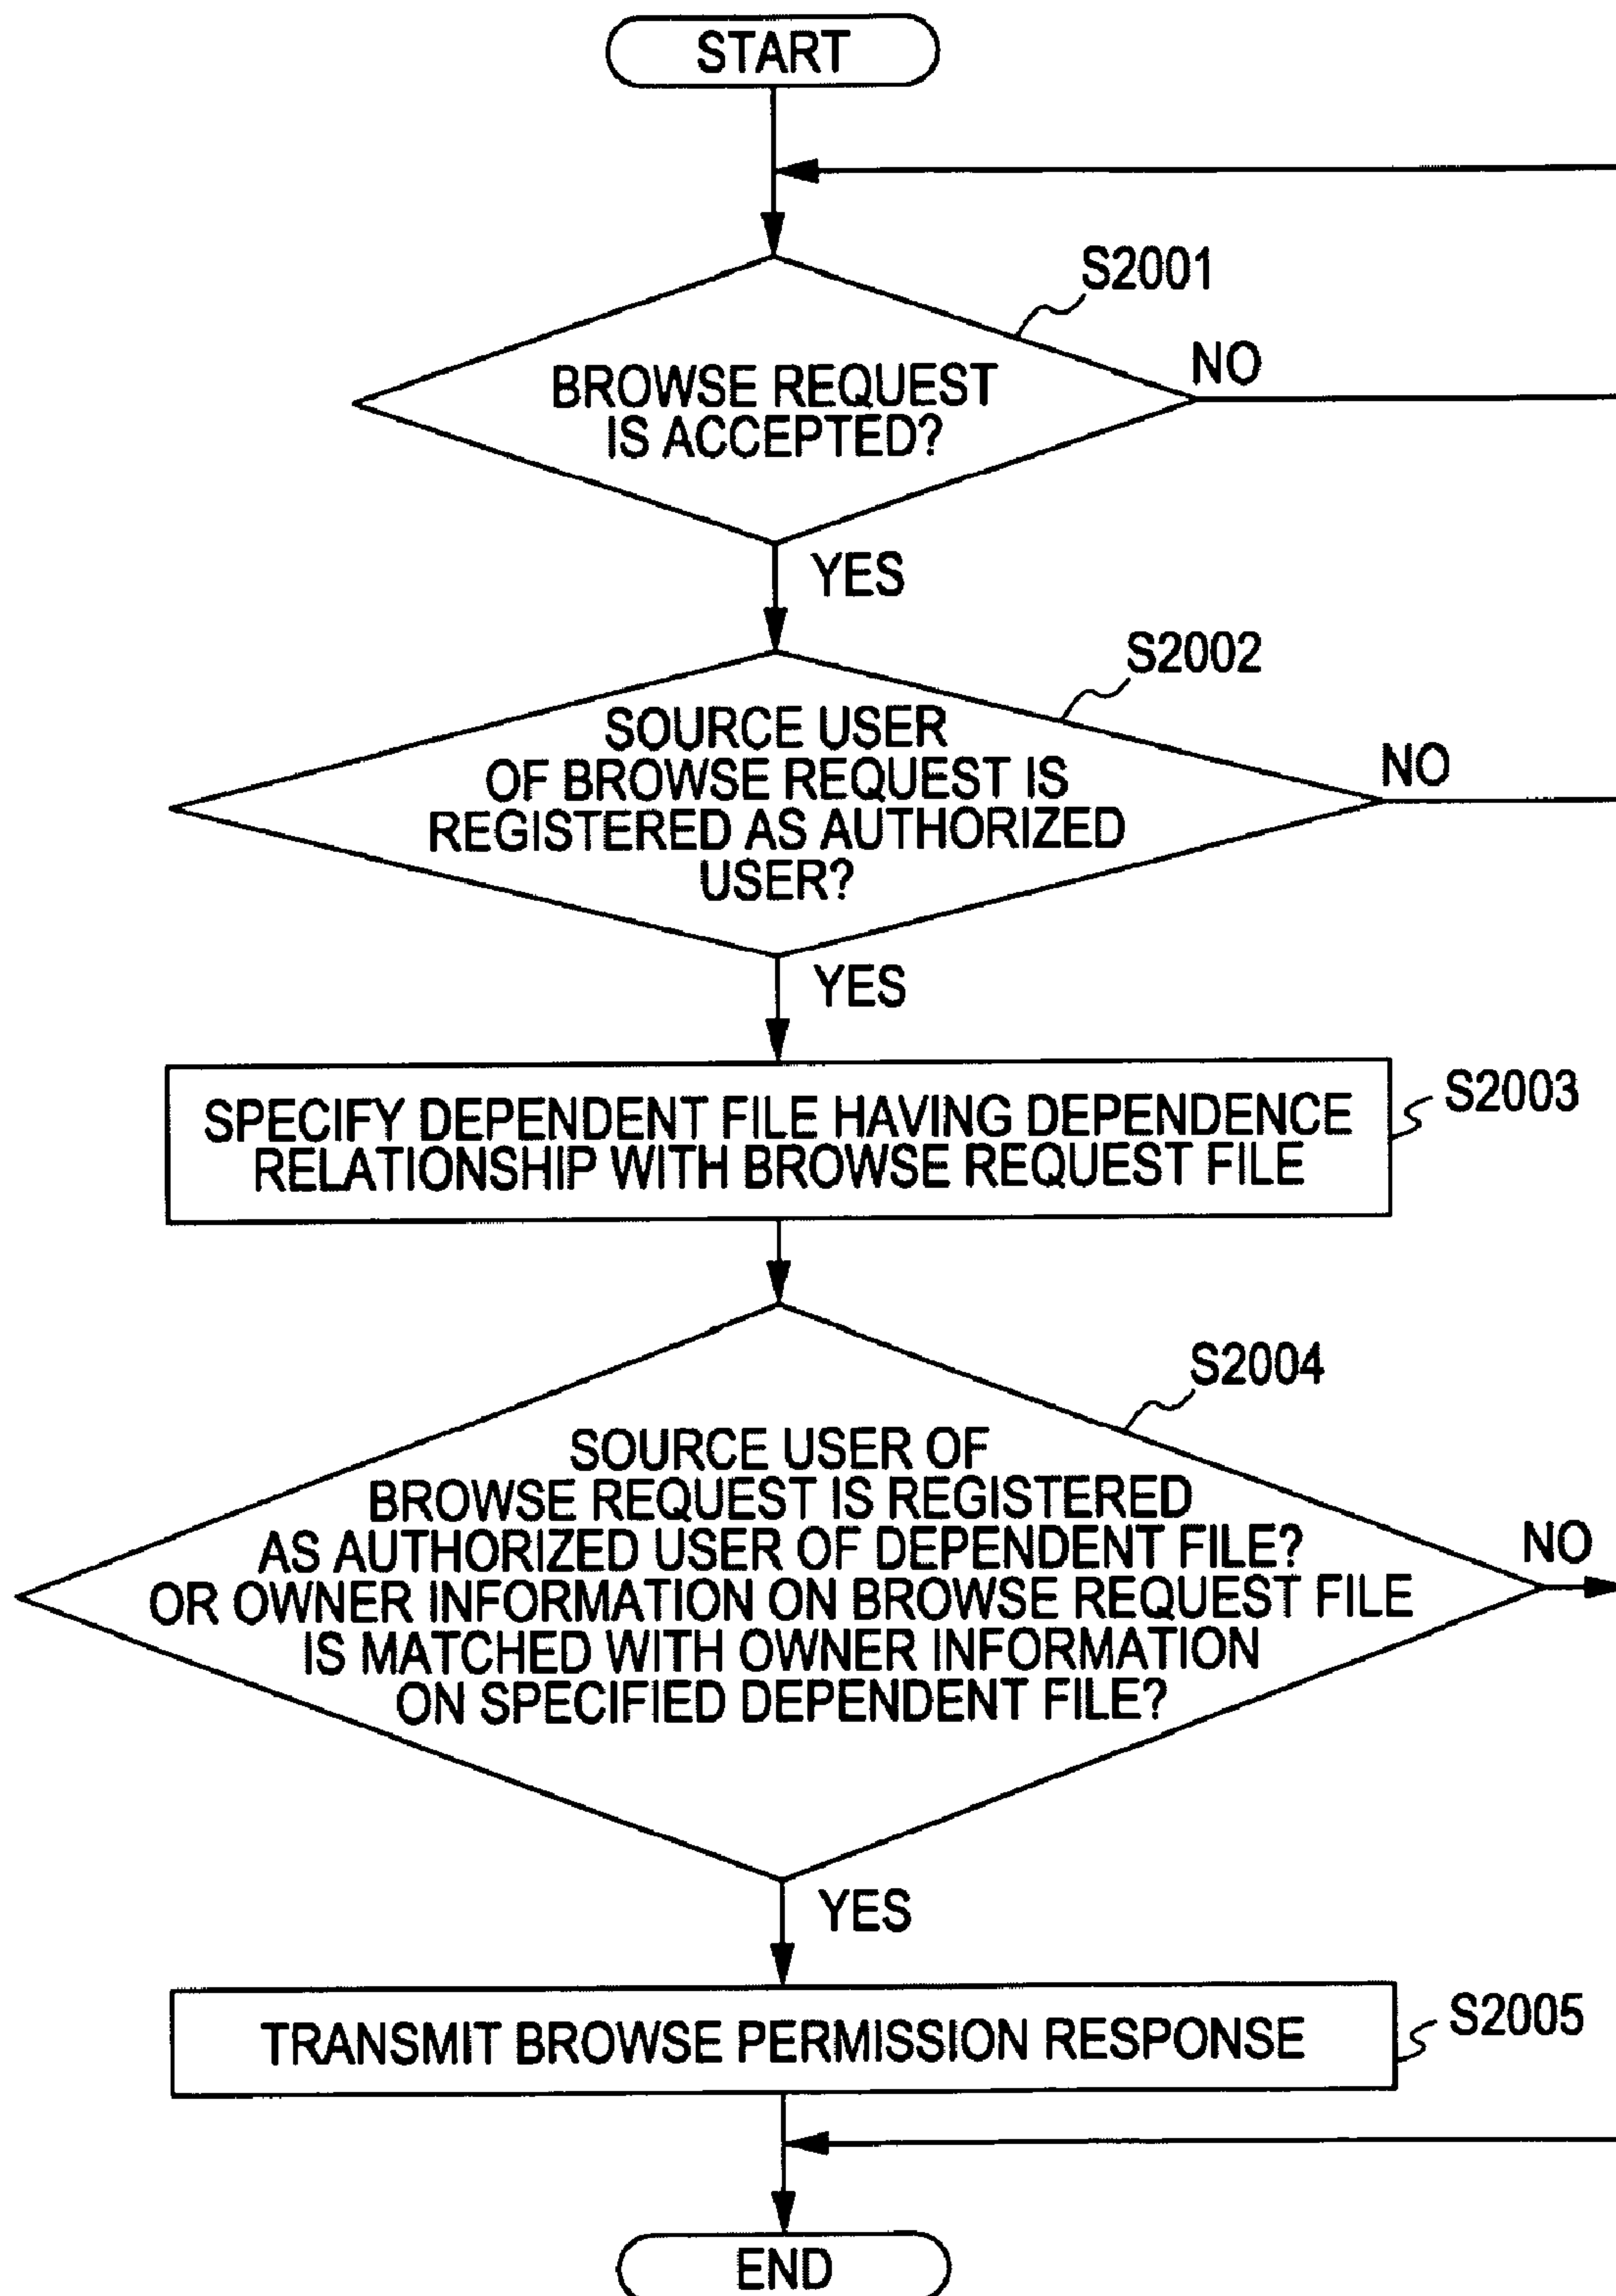 START
S2001
BROWSE REQUEST
IS ACCEPTED?
NO
YES
S2002
SOURCE USER
OF BROWSE REQUEST IS
REGISTERED AS AUTHORIZED
USER?
NO
YES
SPECIFY DEPENDENT FILE HAVING DEPENDENCE
RELATIONSHIP WITH BROWSE REQUEST FILE
S2003
S2004
SOURCE USER OF
BROWSE REQUEST IS REGISTERED
AS AUTHORIZED USER OF DEPENDENT FILE?
OR OWNER INFORMATION ON BROWSE REQUEST FILE
IS MATCHED WITH OWNER INFORMATION
ON SPECIFIED DEPENDENT FILE?
NO
YES
TRANSMIT BROWSE PERMISSION RESPONSE
S2005
END